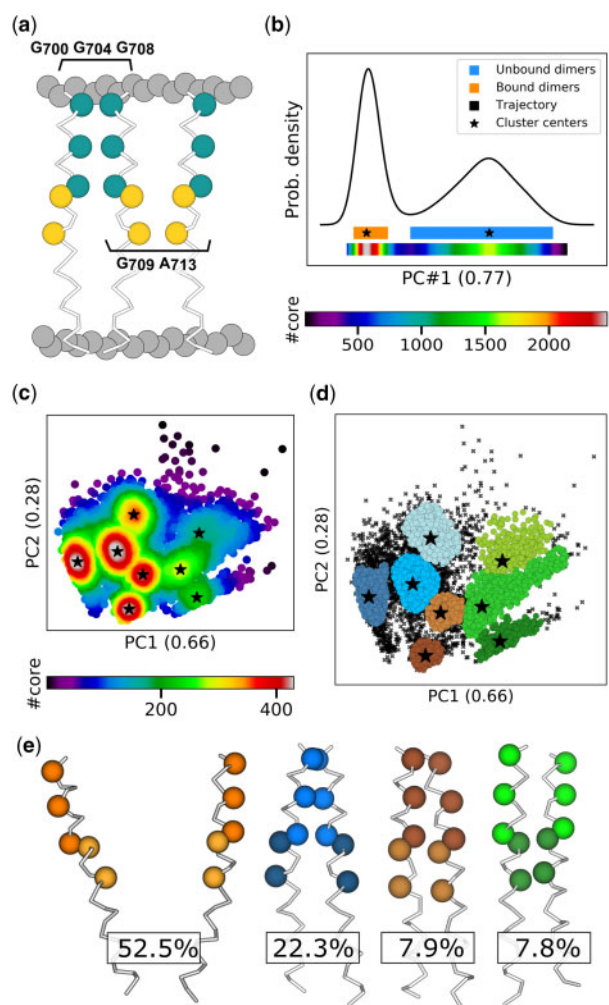 (a)
G700 G704 G708
G709 A713
(b)
Prob. density
Unbound dimers
Bound dimers
Trajectory
Cluster centers
PC#1 (0.77)
#core
500 1000 1500 2000
(c)
PC2 (0.28)
PC1 (0.66)
#core
200 400
(d)
PC2 (0.28)
PC1 (0.66)
(e)
52.5% 22.3% 7.9% 7.8%